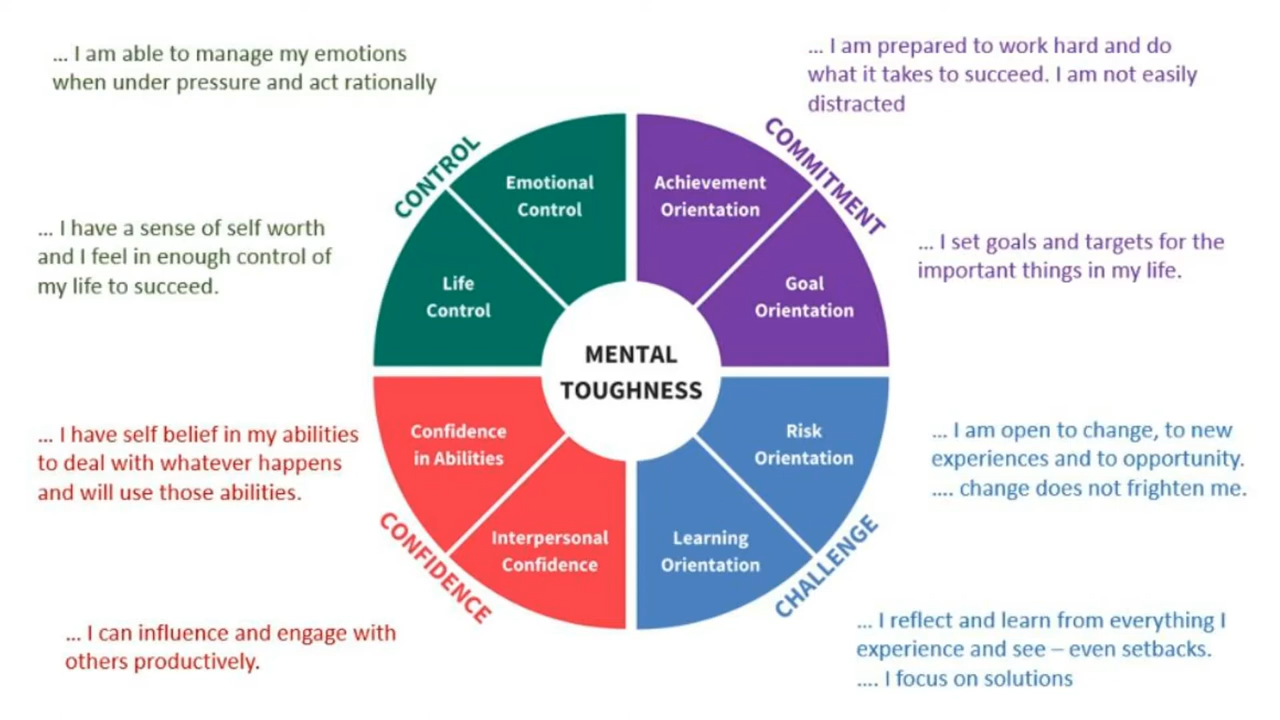 ... I am able to manage my emotions
when under pressure and act rationally
... I am prepared to work hard and do
what it takes to succeed. I am not easily
distracted
CONTROL
COMMITMENT
Emotional
Control
Achievement
Orientation
... I have a sense of self worth
and I feel in enough control of
my life to succeed.
Life
Control
Goal
Orientation
... I set goals and targets for the
important things in my life.
MENTAL
TOUGHNESS
... I have self belief in my abilities
to deal with whatever happens
and will use those abilities.
Confidence
in Abilities
Risk
Orientation
... I am open to change, to new
experiences and to opportunity.
.... change does not frighten me.
CONFIDENCE
Interpersonal
Confidence
Learning
Orientation
CHALLENGE
... I can influence and engage with
others productively.
... I reflect and learn from everything I
experience and see – even setbacks.
.... I focus on solutions